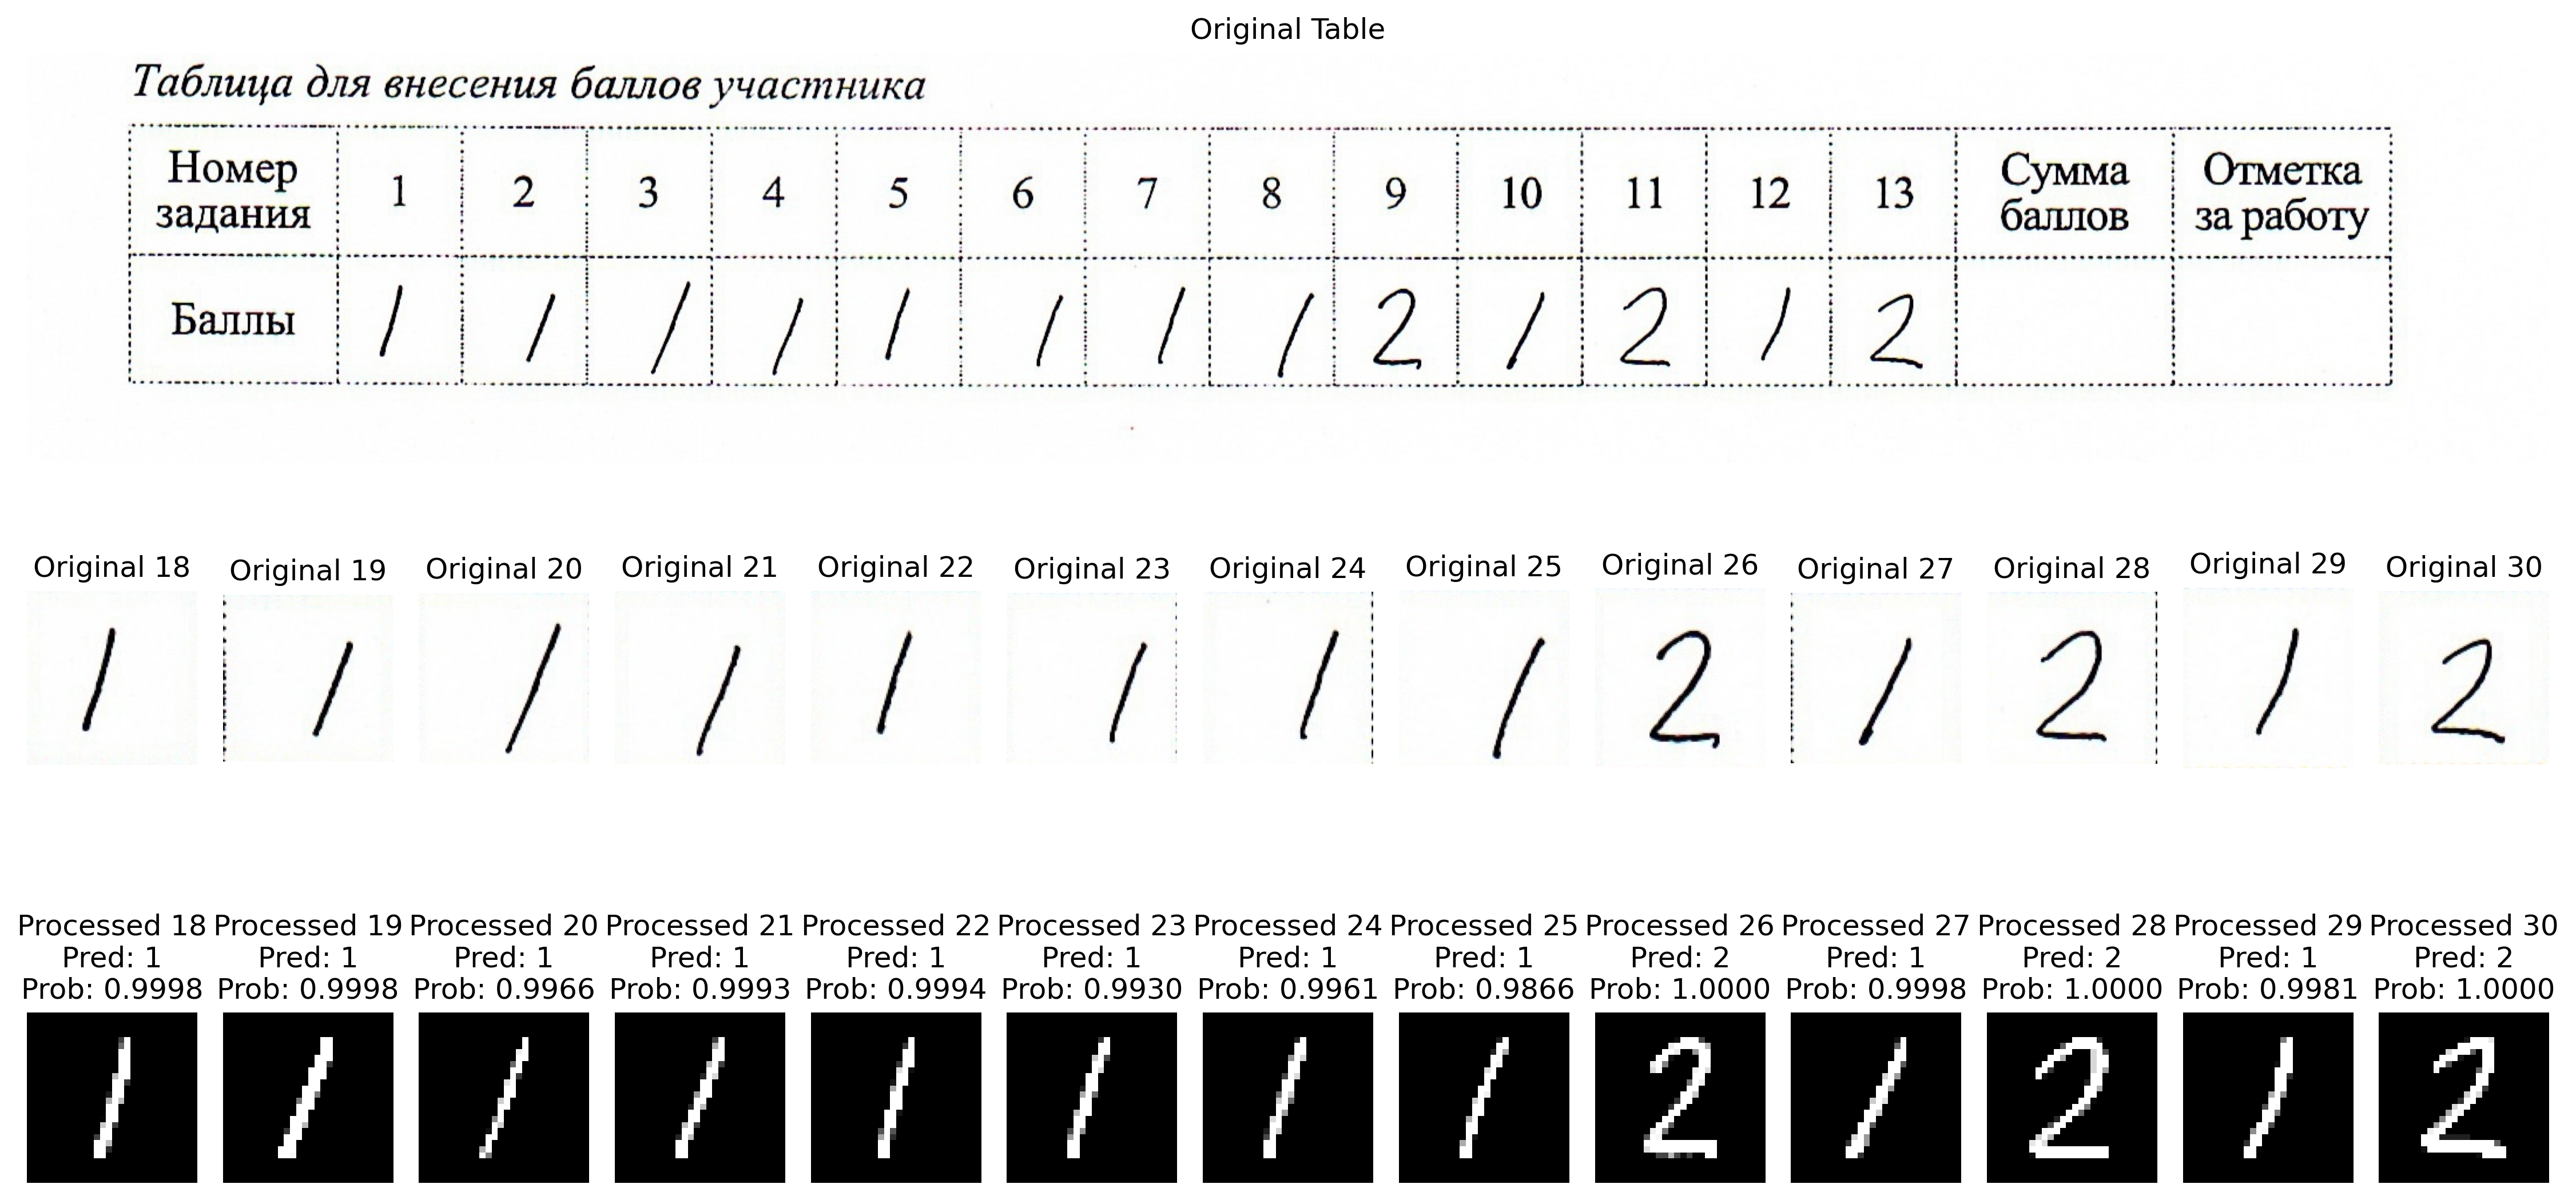 Original Table
Таблица для внесения баллов участника
Номер задания 1 2 3 4 5 6 7 8 9 10 11 12 13 Сумма баллов Отметка за работу
Баллы 1 1 1 1 1 1 1 1 2 1 2 1 2
Original 18 Original 19 Original 20 Original 21 Original 22 Original 23 Original 24 Original 25 Original 26 Original 27 Original 28 Original 29 Original 30
1 1 1 1 1 1 1 1 2 1 2 1 2
Processed 18 Processed 19 Processed 20 Processed 21 Processed 22 Processed 23 Processed 24 Processed 25 Processed 26 Processed 27 Processed 28 Processed 29 Processed 30
Pred: 1 Pred: 1 Pred: 1 Pred: 1 Pred: 1 Pred: 1 Pred: 1 Pred: 1 Pred: 2 Pred: 1 Pred: 2 Pred: 1 Pred: 2
Prob: 0.9998 Prob: 0.9998 Prob: 0.9966 Prob: 0.9993 Prob: 0.9994 Prob: 0.9930 Prob: 0.9961 Prob: 0.9866 Prob: 1.0000 Prob: 0.9998 Prob: 1.0000 Prob: 0.9981 Prob: 1.0000
1 1 1 1 1 1 1 1 2 1 2 1 2